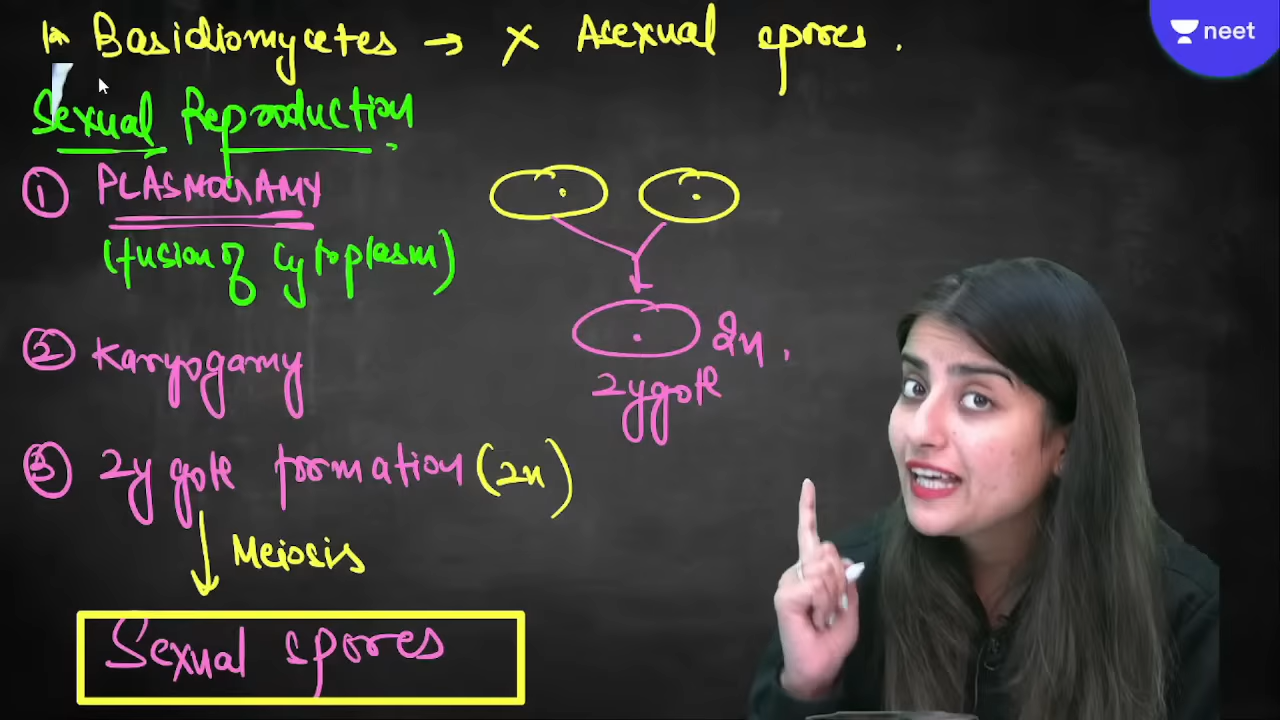 * Basidiomycetes → × Asexual spores.
neet
Sexual Reproduction
① PLASMOGAMY
(fusion of cytoplasm)
② Karyogamy
2n.
zygote
③ Zygote formation (2n)
Meiosis
Sexual spores